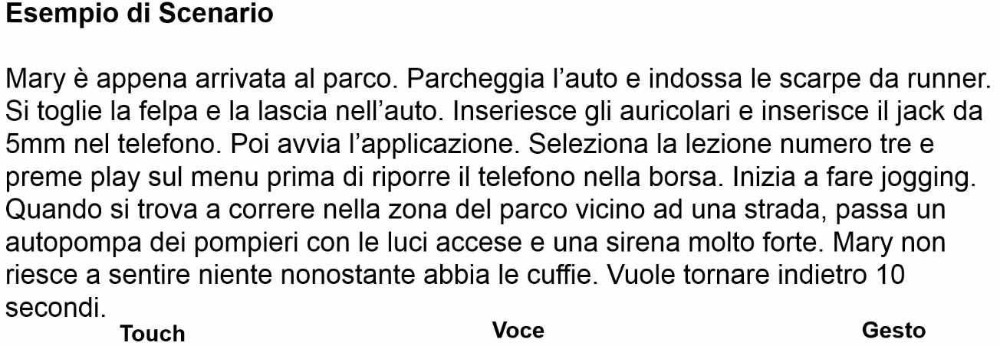 Esempio di Scenario
Mary è appena arrivata al parco. Parcheggia l’auto e indossa le scarpe da runner.
Si toglie la felpa e la lascia nell’auto. Inseriesce gli auricolari e inserisce il jack da
5mm nel telefono. Poi avvia l’applicazione. Seleziona la lezione numero tre e
preme play sul menu prima di riporre il telefono nella borsa. Inizia a fare jogging.
Quando si trova a correre nella zona del parco vicino ad una strada, passa un
autopompa dei pompieri con le luci accese e una sirena molto forte. Mary non
riesce a sentire niente nonostante abbia le cuffie. Vuole tornare indietro 10
secondi.
Touch Voce Gesto